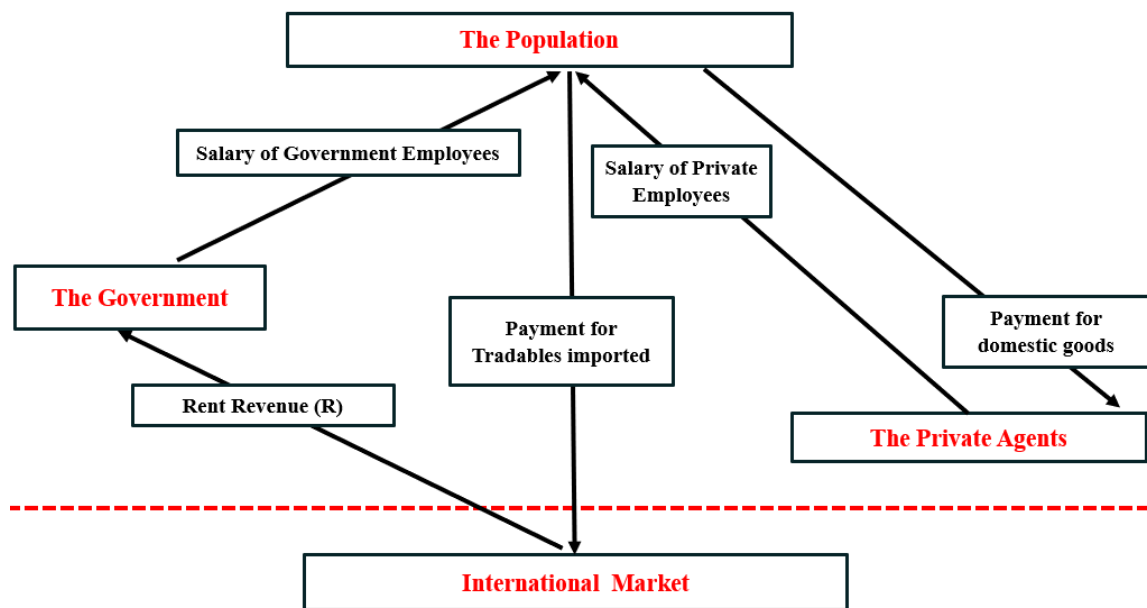 The Population
Salary of Government Employees
Salary of Private
Employees
The Government
Payment for
Tradables imported
Payment for
domestic goods
Rent Revenue (R)
The Private Agents
International Market